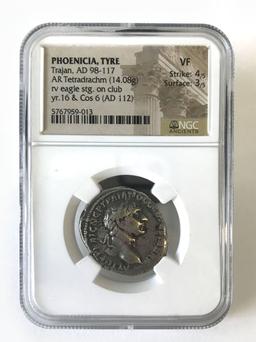 PHOENICIA, TYRE
Trajan, AD 98-117
AR Tetradrachm (14.08g)
rv eagle stg. on club
yr.16 & Cos 6 (AD 112)
5767959-013
VF
Strike: 4/5
Surface: 3/5
NGC
ANCIENTS